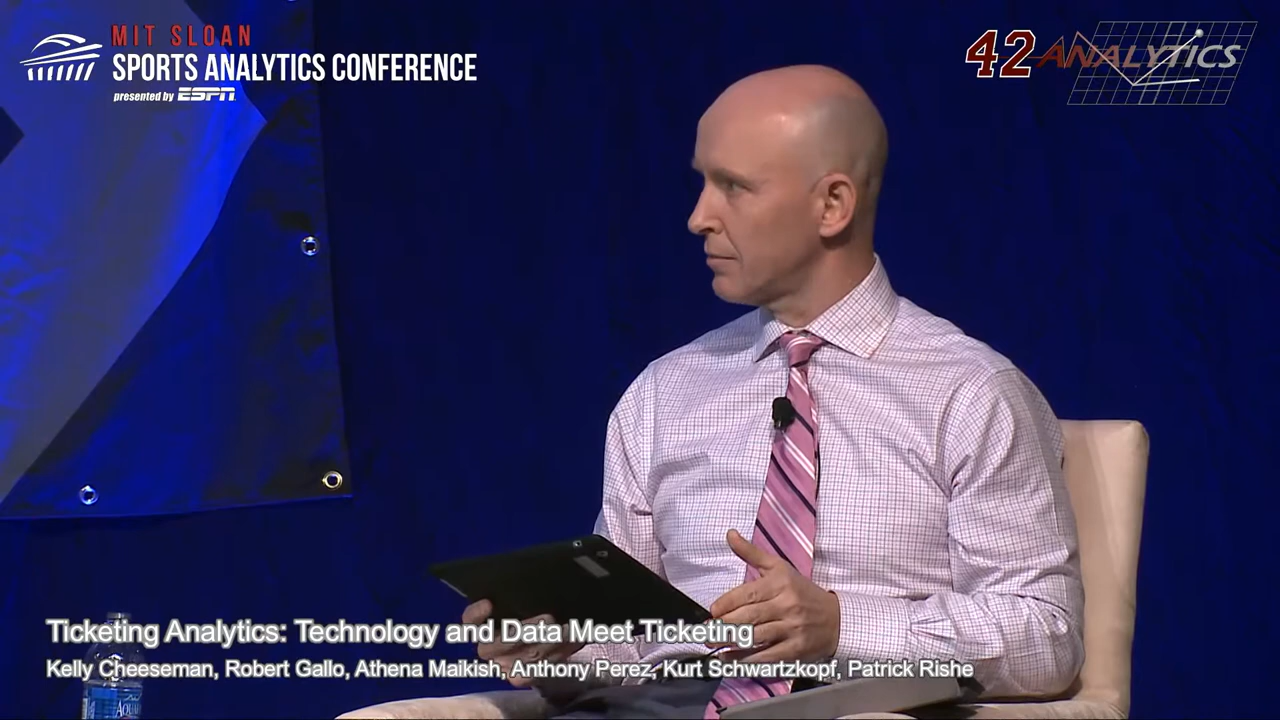 MIT SLOAN
SPORTS ANALYTICS CONFERENCE
presented by ESPN
42 ANALYTICS
Ticketing Analytics: Technology and Data Meet Ticketing
Kelly Cheeseman, Robert Gallo, Athena Maikish, Anthony Perez, Kurt Schwartzkopf, Patrick Rishe